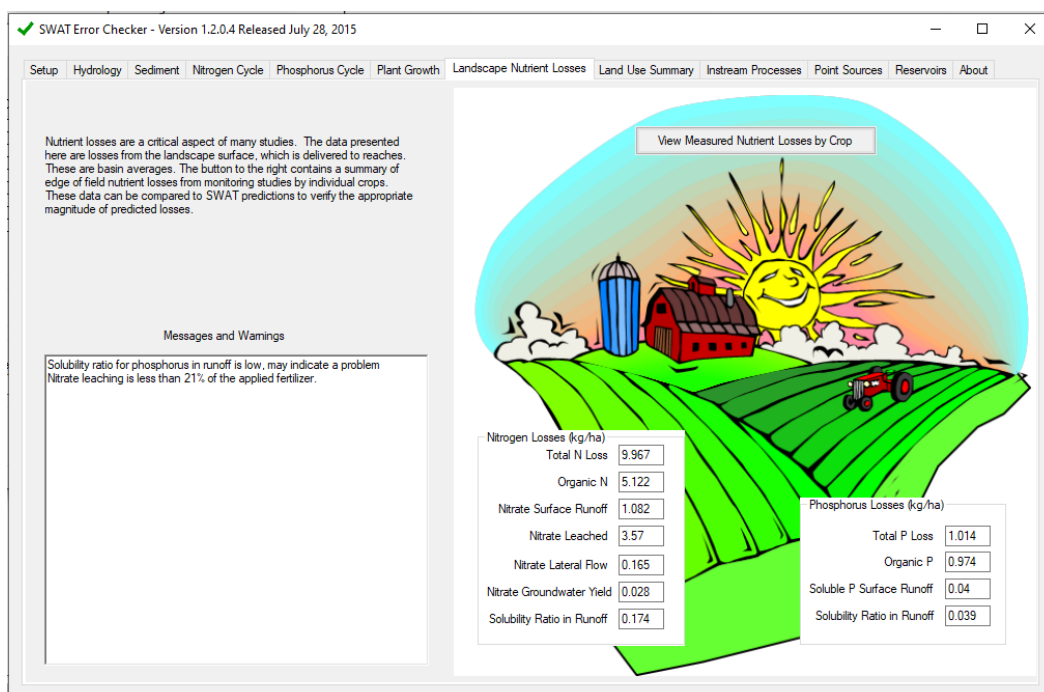 SWAT Error Checker - Version 1.2.0.4 Released July 28, 2015
Setup Hydrology Sediment Nitrogen Cycle Phosphorus Cycle Plant Growth Landscape Nutrient Losses Land Use Summary Instream Processes Point Sources Reservoirs About
Nutrient losses are a critical aspect of many studies. The data presented
here are losses from the landscape surface, which is delivered to reaches.
These are basin averages. The button to the right contains a summary of
edge of field nutrient losses from monitoring studies by individual crops.
These data can be compared to SWAT predictions to verify the appropriate
magnitude of predicted losses.
View Measured Nutrient Losses by Crop
Messages and Warnings
Solubility ratio for phosphorus in runoff is low, may indicate a problem
Nitrate leaching is less than 21% of the applied fertilizer.
Nitrogen Losses (kg/ha)
Total N Loss 9.967
Organic N 5.122
Nitrate Surface Runoff 1.082
Nitrate Leached 3.57
Nitrate Lateral Flow 0.165
Nitrate Groundwater Yield 0.028
Solubility Ratio in Runoff 0.174
Phosphorus Losses (kg/ha)
Total P Loss 1.014
Organic P 0.974
Soluble P Surface Runoff 0.04
Solubility Ratio in Runoff 0.039